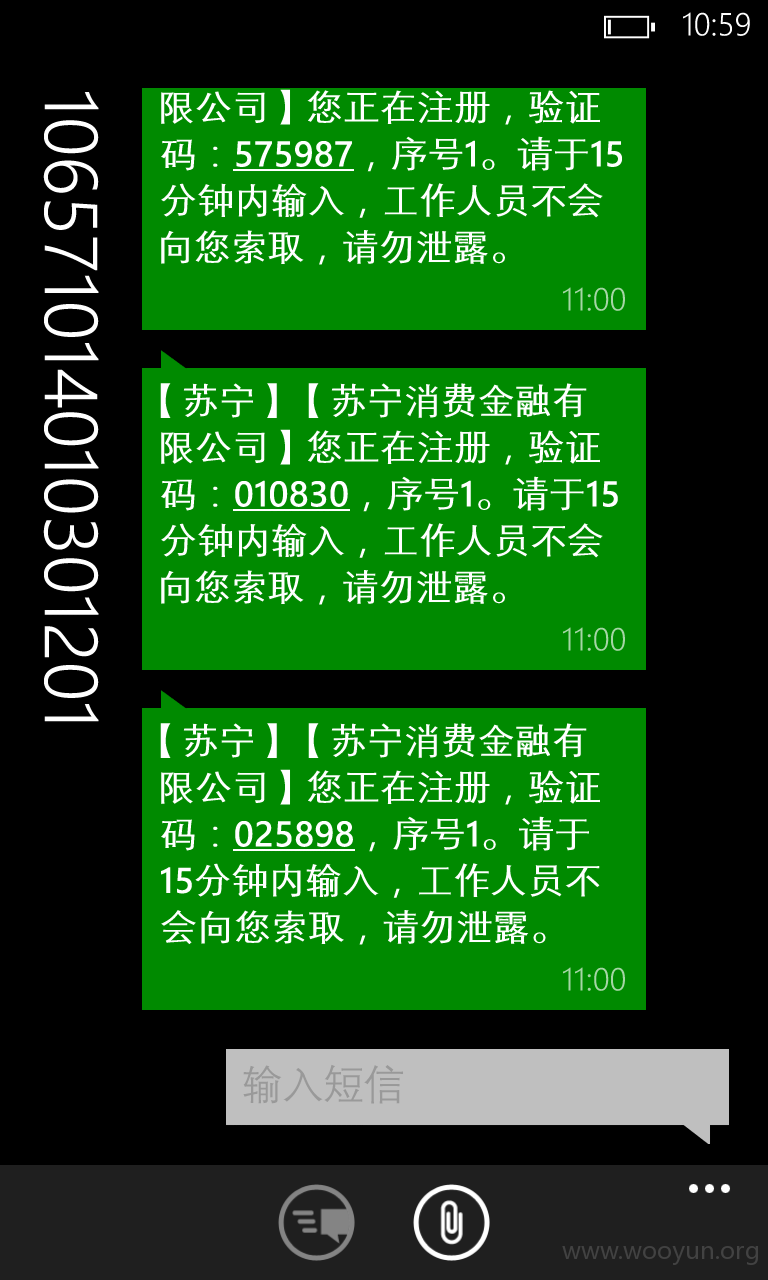 10:59
1065710140103012​01
限公司】您正在注册，验证
码：575987，序号1。请于15
分钟内输入，工作人员不会
向您索取，请勿泄露。
11:00
【苏宁】【苏宁消费金融有
限公司】您正在注册，验证
码：010830，序号1。请于15
分钟内输入，工作人员不会
向您索取，请勿泄露。
11:00
【苏宁】【苏宁消费金融有
限公司】您正在注册，验证
码：025898，序号1。请于
15分钟内输入，工作人员不
会向您索取，请勿泄露。
11:00
输入短信
www.wooyun.org